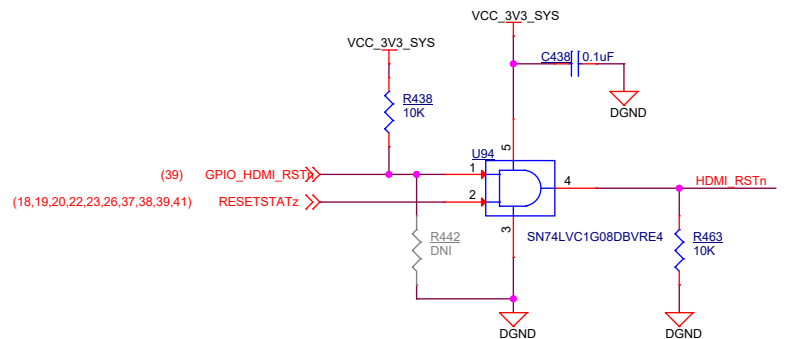 VCC_3V3_SYS
VCC_3V3_SYS
C438 0.1uF
R438
10K
DGND
U94
5
(39) GPIO_HDMI_RSTn
1
4
HDMI_RSTn
(18,19,20,22,23,26,37,38,39,41) RESETSTATz
2
3
SN74LVC1G08DBVRE4
R442
DNI
R463
10K
DGND
DGND